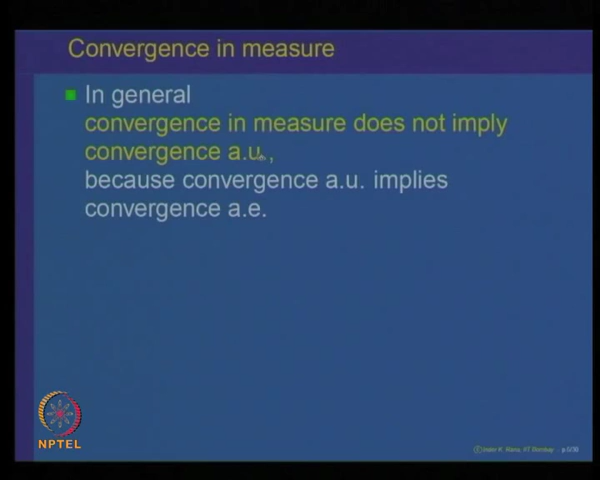 Convergence in measure
In general
convergence in measure does not imply
convergence a.u.,
because convergence a.u. implies
convergence a.e.
NPTEL